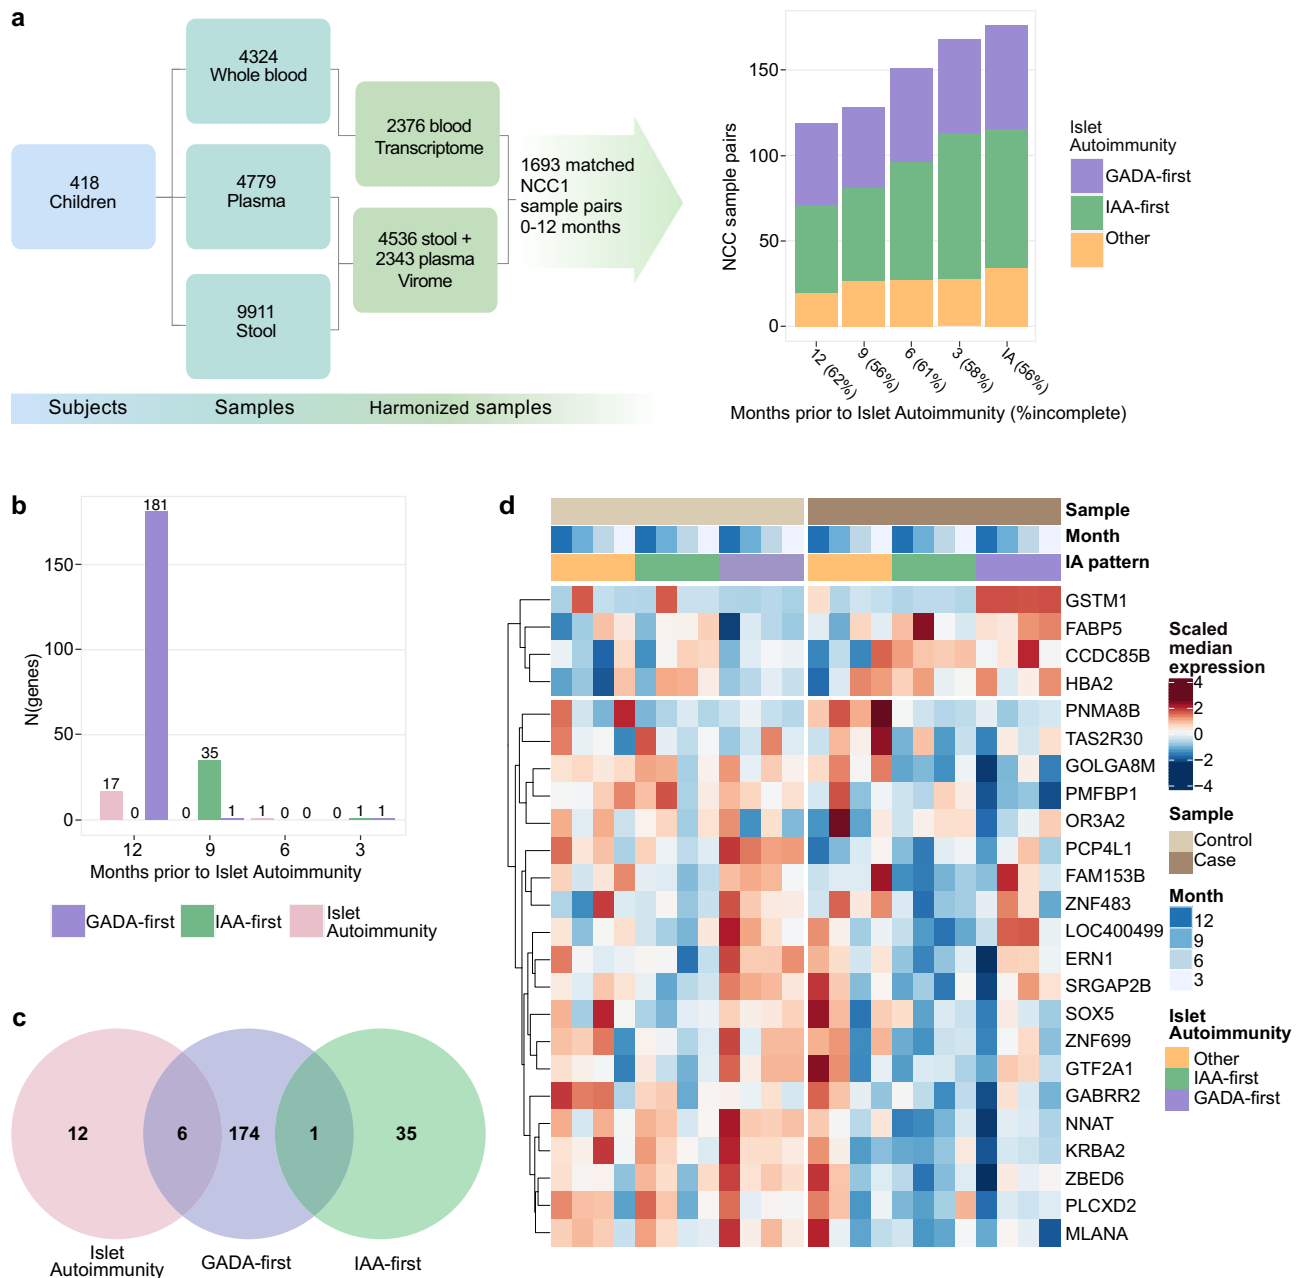 a
418
Children
4324
Whole blood
4779
Plasma
9911
Stool
2376 blood
Transcriptome
4536 stool +
2343 plasma
Virome
1693 matched
NCC1
sample pairs
0-12 months
Subjects
Samples
Harmonized samples
NCC sample pairs
150
100
50
0
12 (62%)
9 (56%)
6 (61%)
3 (58%)
IA (56%)
Months prior to Islet Autoimmunity (%incomplete)
Islet
Autoimmunity
GADA-first
IAA-first
Other
b
N(genes)
150
100
50
0
17
0
181
0
35
1
1
0
0
0
1
1
12
9
6
3
Months prior to Islet Autoimmunity
GADA-first
IAA-first
Islet
Autoimmunity
c
12
6
174
1
35
Islet
Autoimmunity
GADA-first
IAA-first
d
Sample
Month
IA pattern
GSTM1
FABP5
CCDC85B
HBA2
PNMA8B
TAS2R30
GOLGA8M
PMFBP1
OR3A2
PCP4L1
FAM153B
ZNF483
LOC400499
ERN1
SRGAP2B
SOX5
ZNF699
GTF2A1
GABRR2
NNAT
KRBA2
ZBED6
PLCXD2
MLANA
Scaled
median
expression
4
2
0
−2
−4
Sample
Control
Case
Month
12
9
6
3
Islet
Autoimmunity
Other
IAA-first
GADA-first